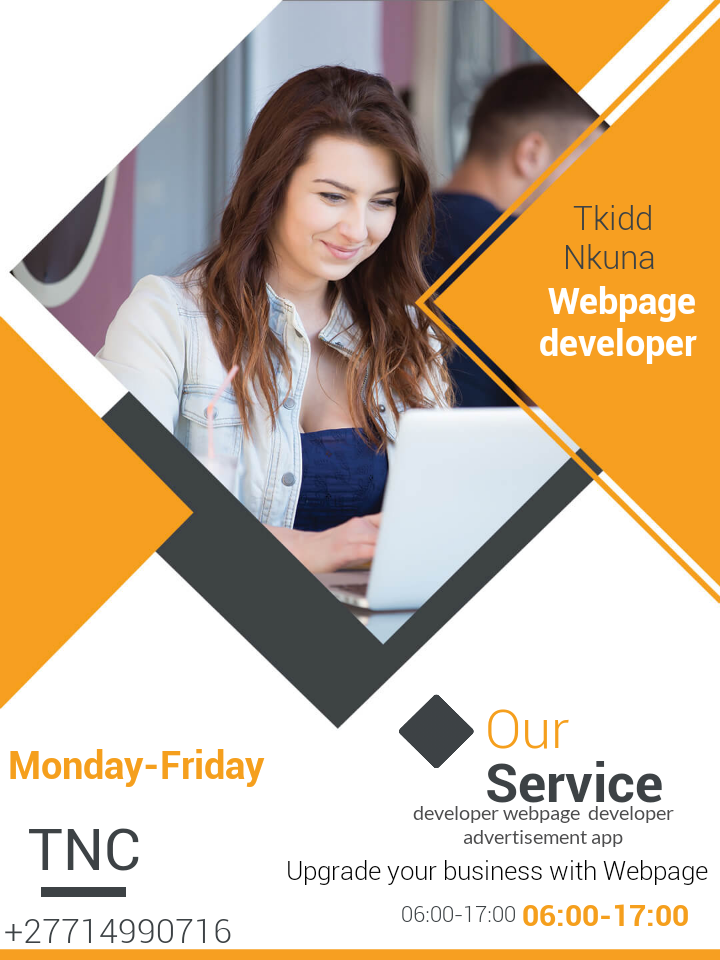 Tkidd
Nkuna
Webpage
developer
Our
Service
developer webpage developer
advertisement app
Upgrade your business with Webpage
06:00-17:00 06:00-17:00
Monday-Friday
TNC
+27714990716